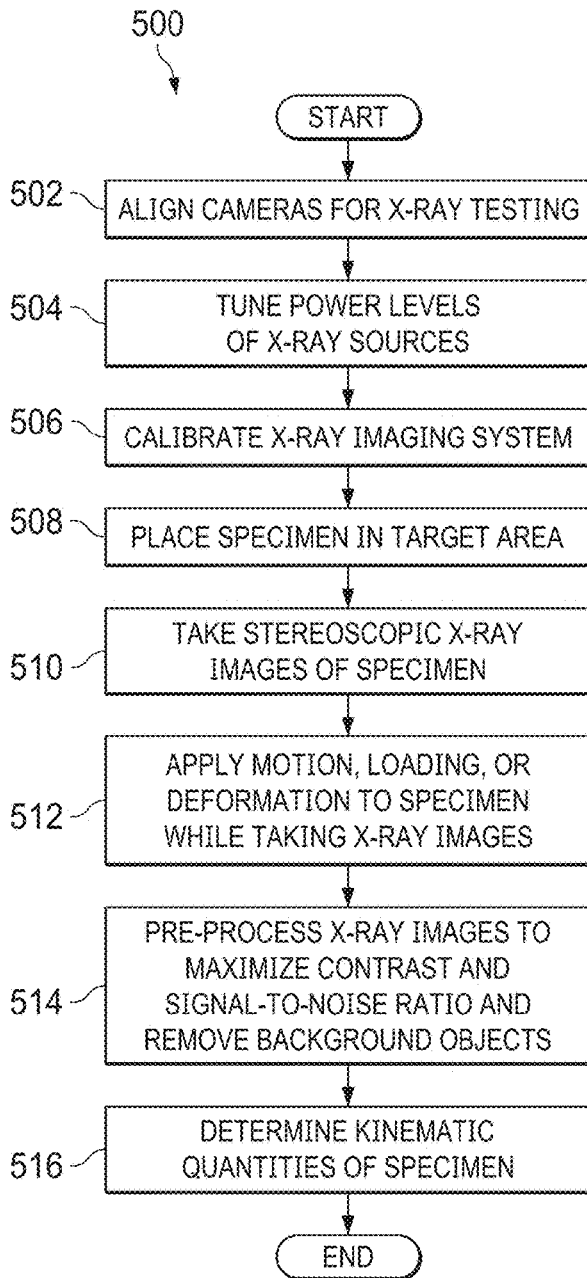 500
START
502
ALIGN CAMERAS FOR X-RAY TESTING
504
TUNE POWER LEVELS
OF X-RAY SOURCES
506
CALIBRATE X-RAY IMAGING SYSTEM
508
PLACE SPECIMEN IN TARGET AREA
510
TAKE STEREOSCOPIC X-RAY
IMAGES OF SPECIMEN
512
APPLY MOTION, LOADING, OR
DEFORMATION TO SPECIMEN
WHILE TAKING X-RAY IMAGES
514
PRE-PROCESS X-RAY IMAGES TO
MAXIMIZE CONTRAST AND
SIGNAL-TO-NOISE RATIO AND
REMOVE BACKGROUND OBJECTS
516
DETERMINE KINEMATIC
QUANTITIES OF SPECIMEN
END